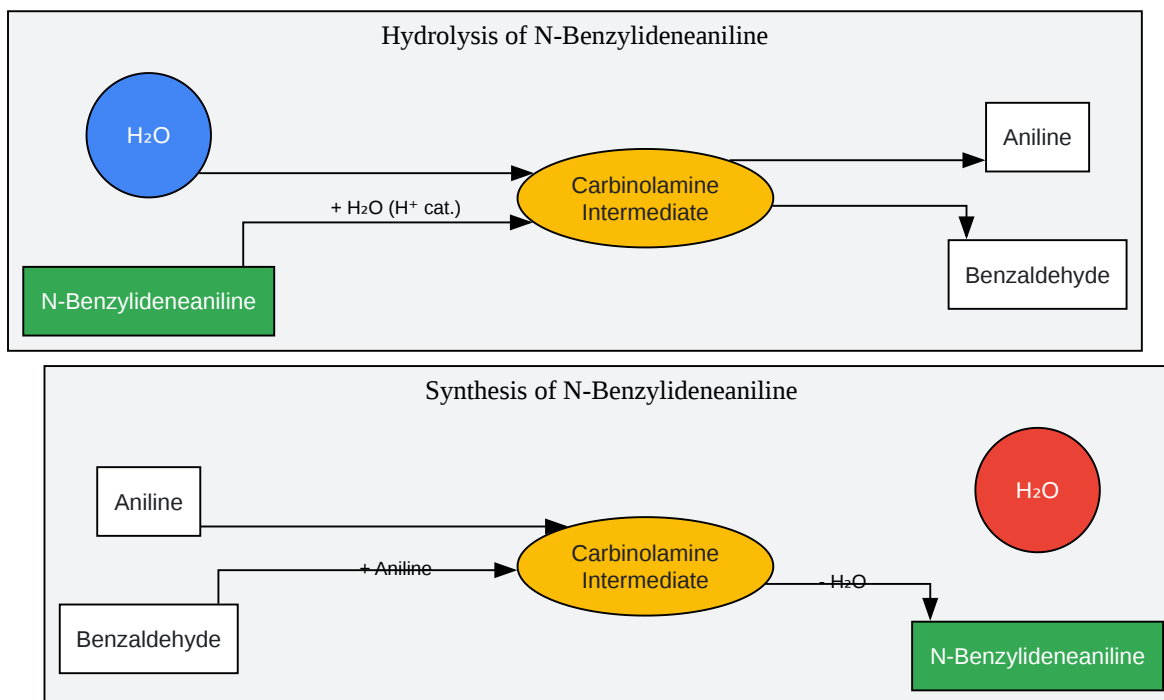 Hydrolysis of N-Benzylideneaniline
H₂O
Aniline
Carbinolamine
Intermediate
+ H₂O (H⁺ cat.)
Benzaldehyde
N-Benzylideneaniline
Synthesis of N-Benzylideneaniline
Aniline
H₂O
Carbinolamine
Intermediate
+ Aniline
- H₂O
Benzaldehyde
N-Benzylideneaniline